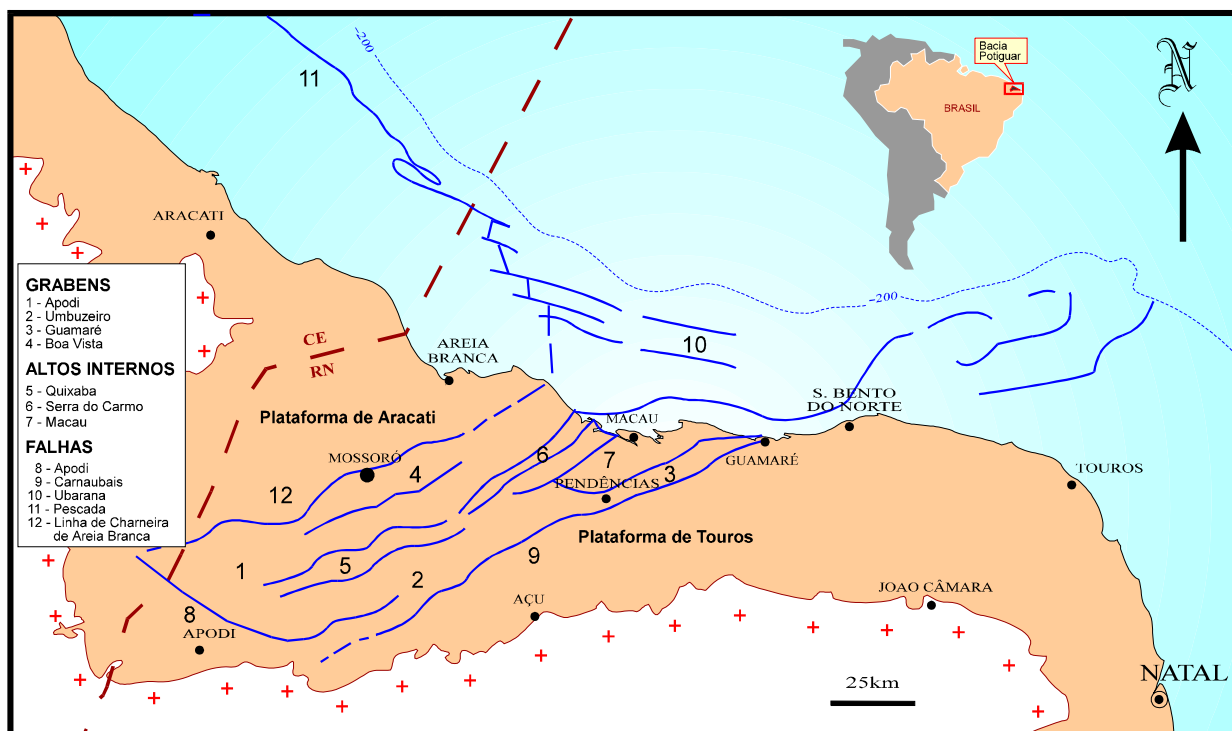 11
-200
Bacia
Potiguar
BRASIL
N
ARACATI
GRABENS
1 - Apodi
2 - Umbuzeiro
3 - Guamaré
4 - Boa Vista
ALTOS INTERNOS
5 - Quixaba
6 - Serra do Carmo
7 - Macau
FALHAS
8 - Apodi
9 - Carnaubais
10 - Ubarana
11 - Pescada
12 - Linha de Charneira
de Areia Branca
CE
RN
AREIA
BRANCA
10
-200
S. BENTO
DO NORTE
Plataforma de Aracati
MACAU
MOSSORÓ
4
6
7
3
GUAMARÉ
TOUROS
12
PENDÊNCIAS
Plataforma de Touros
1
5
2
9
8
APODI
AÇU
JOAO CÂMARA
25km
NATAL